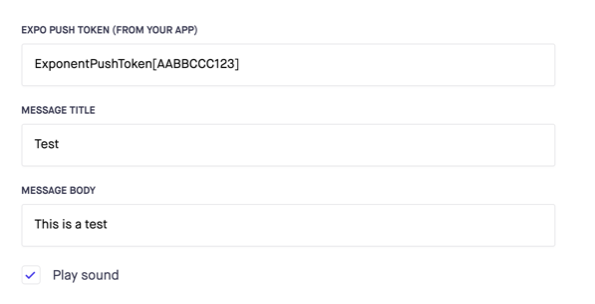 EXPO PUSH TOKEN (FROM YOUR APP)
ExponentPushToken[AABBCCC123]
MESSAGE TITLE
Test
MESSAGE BODY
This is a test
Play sound